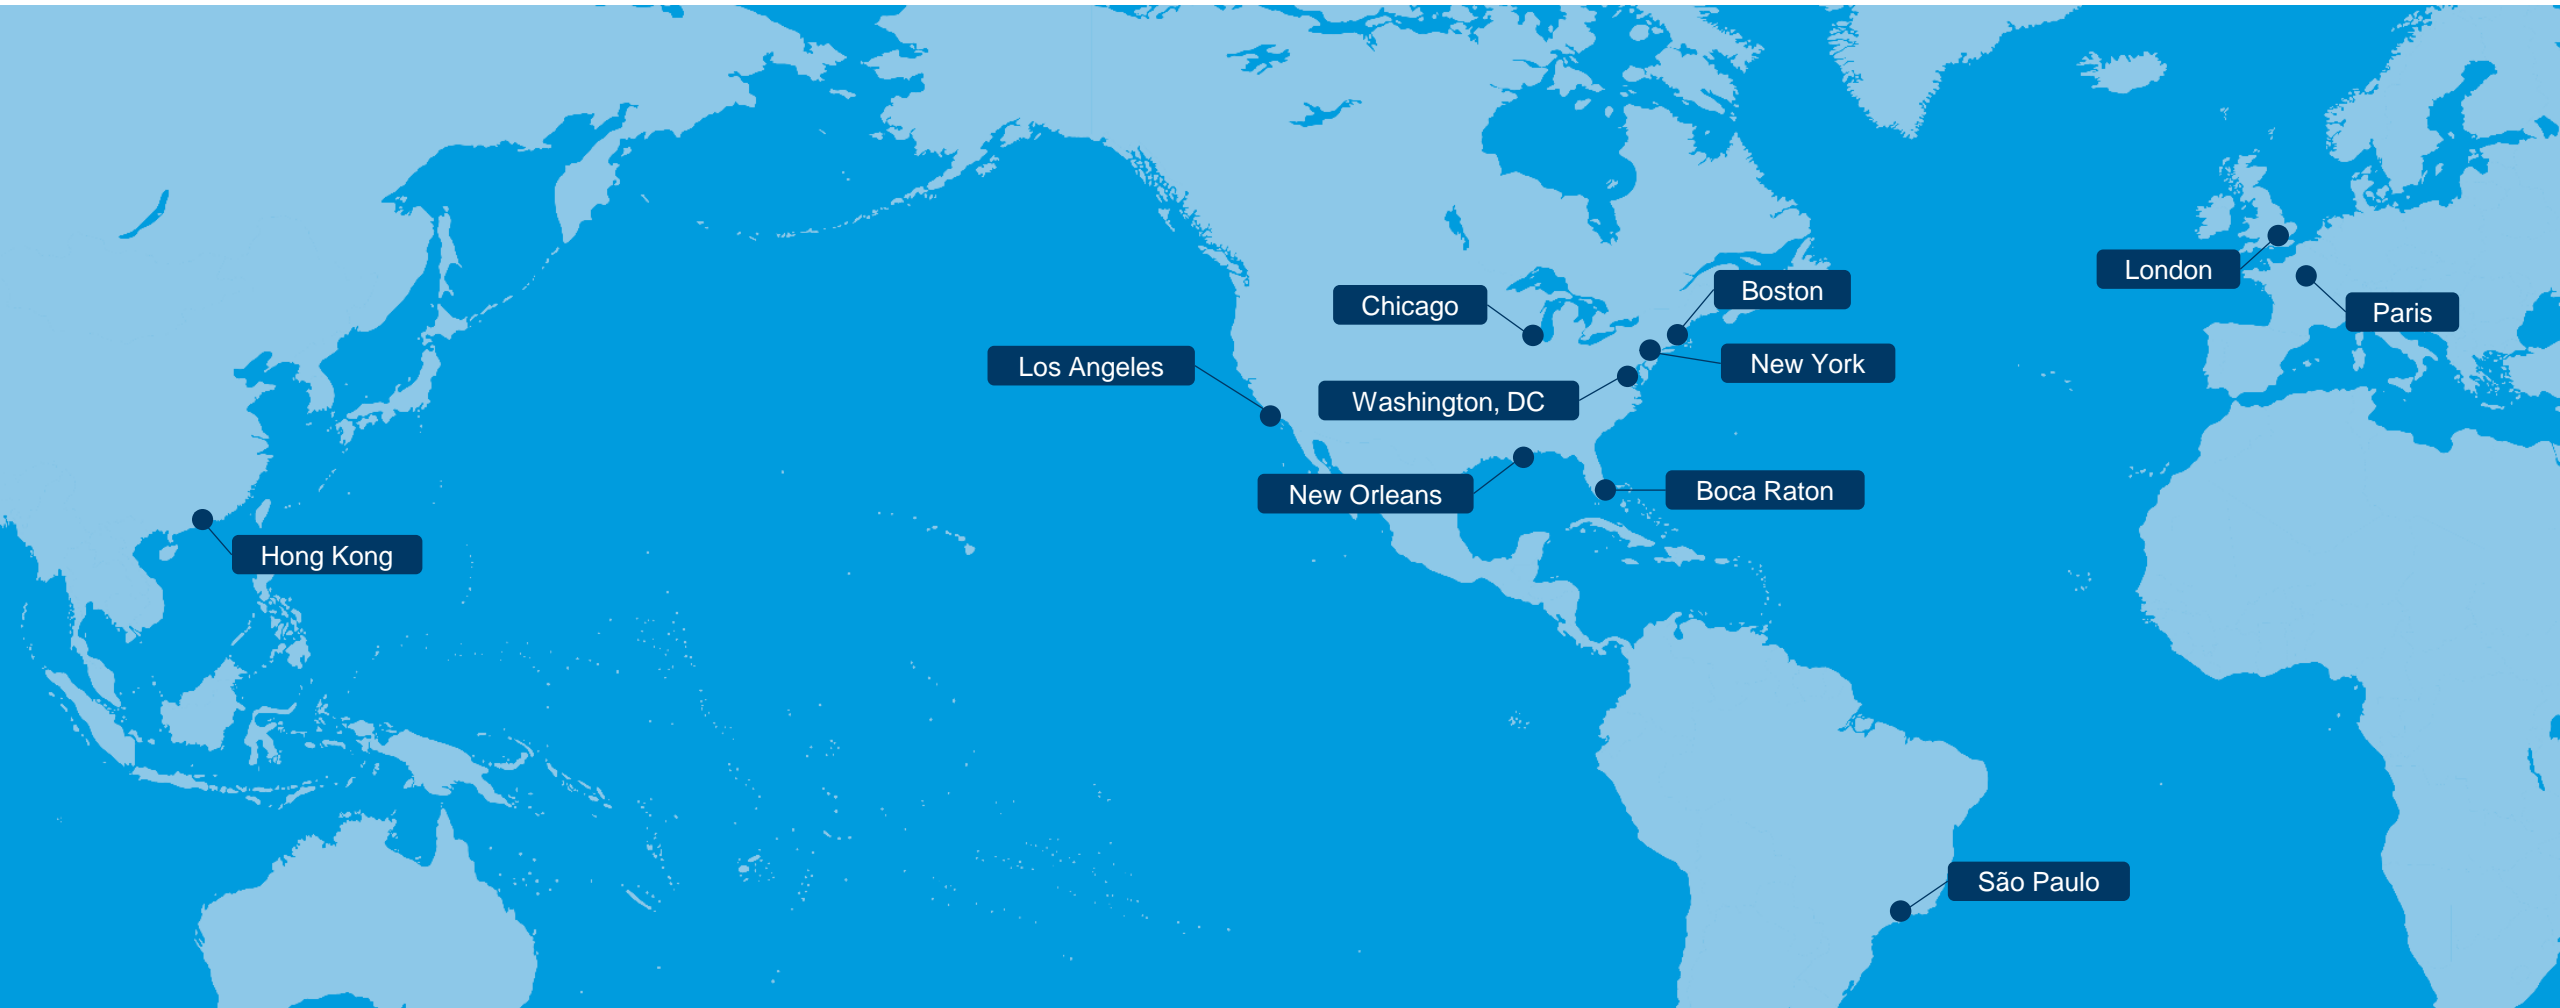 London
Boston
Chicago
Paris
New York
Los Angeles
Washington, DC
Boca Raton
New Orleans
Hong Kong
São Paulo